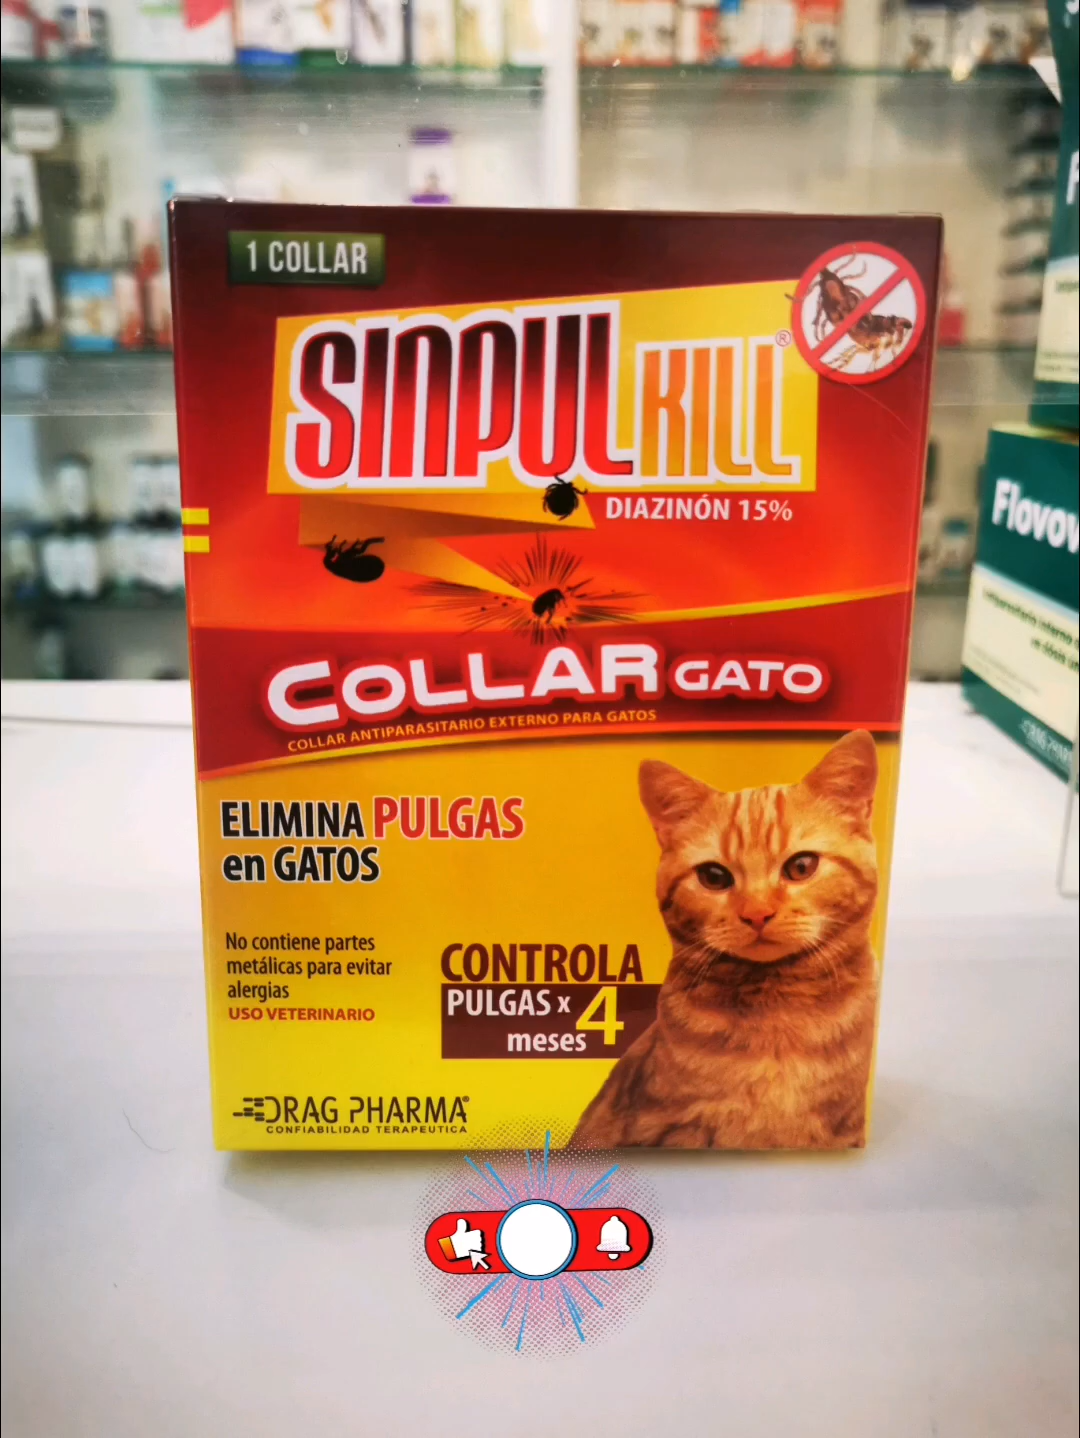 1 COLLAR
SINPUL KILL®
DIAZINÓN 15%
COLLAR GATO
COLLAR ANTIPARASITARIO EXTERNO PARA GATOS
ELIMINA PULGAS
en GATOS
No contiene partes
metálicas para evitar
alergias
USO VETERINARIO
CONTROLA
PULGAS x 4
meses
DRAG PHARMA®
CONFIABILIDAD TERAPEUTICA
Flovov